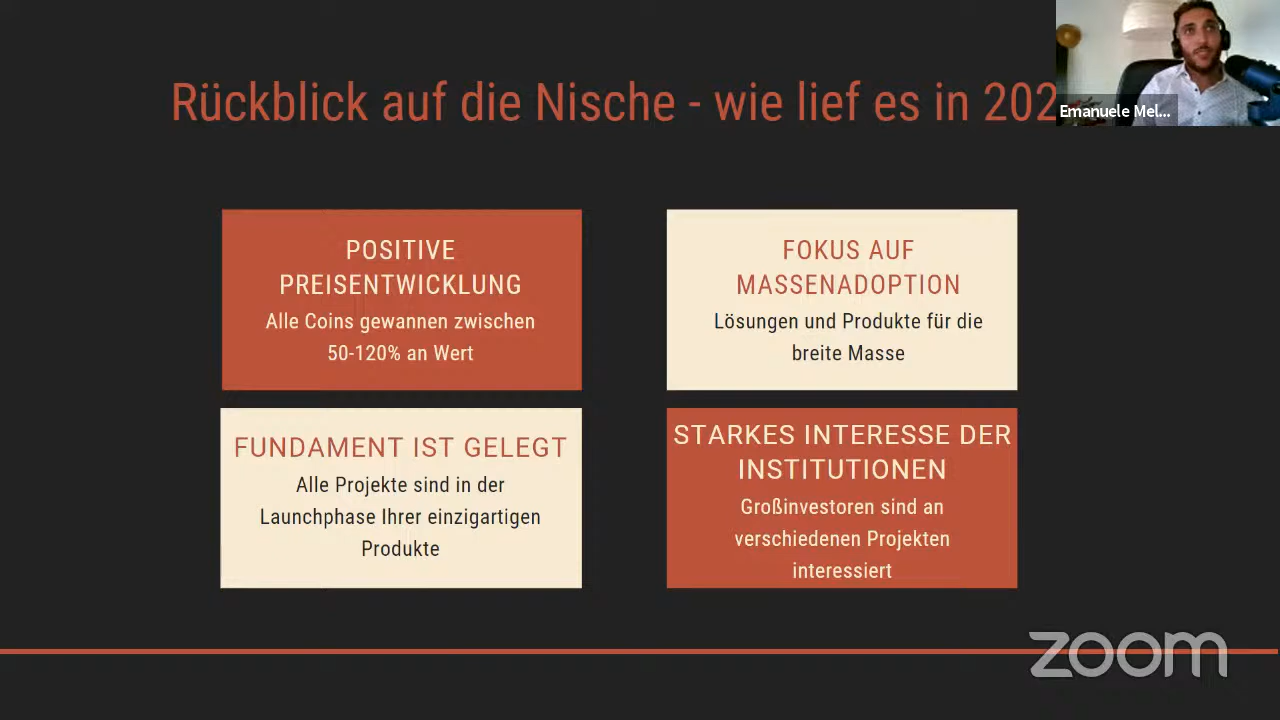 Rückblick auf die Nische - wie lief es in 202
Emanuele Mel...
POSITIVE
PREISENTWICKLUNG
Alle Coins gewannen zwischen
50-120% an Wert
FOKUS AUF
MASSENADOPTION
Lösungen und Produkte für die
breite Masse
FUNDAMENT IST GELEGT
Alle Projekte sind in der
Launchphase Ihrer einzigartigen
Produkte
STARKES INTERESSE DER
INSTITUTIONEN
Großinvestoren sind an
verschiedenen Projekten
interessiert
zoom